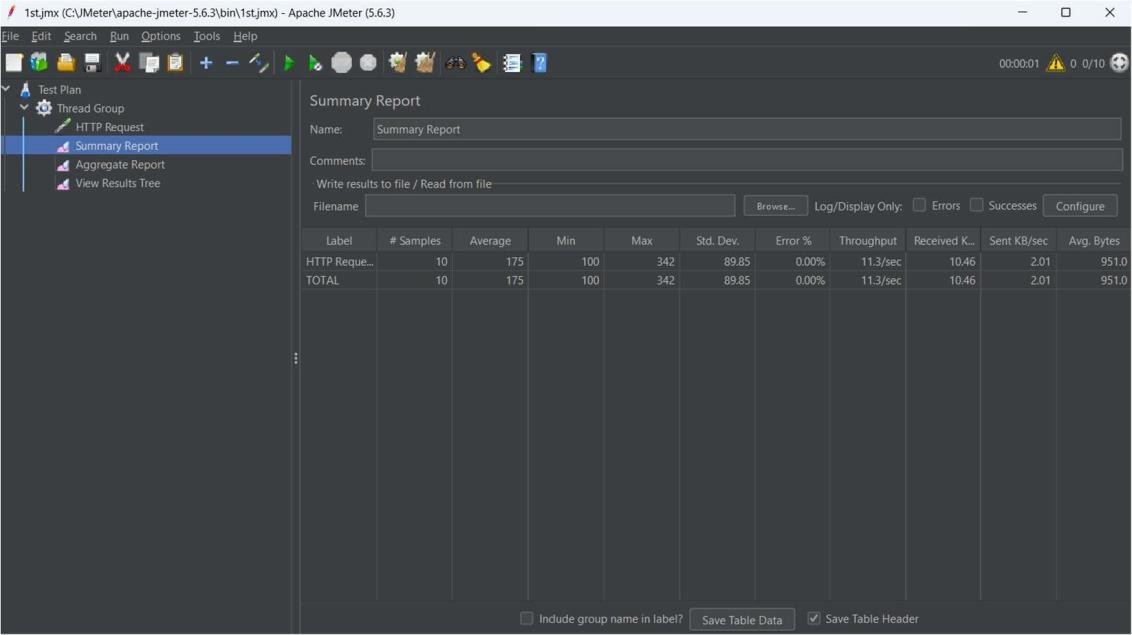 1st.jmx (C:\JMeter\apache-jmeter-5.6.3\bin\1st.jmx) - Apache JMeter (5.6.3)
File Edit Search Run Options Tools Help
00:00:01 0 0/10
Test Plan
Thread Group
HTTP Request
Summary Report
Aggregate Report
View Results Tree
Summary Report
Name: Summary Report
Comments:
Write results to file / Read from file
Filename Browse... Log/Display Only: Errors Successes Configure
Label # Samples Average Min Max Std. Dev. Error % Throughput Received K... Sent KB/sec Avg. Bytes
HTTP Reque... 10 175 100 342 89.85 0.00% 11.3/sec 10.46 2.01 951.0
TOTAL 10 175 100 342 89.85 0.00% 11.3/sec 10.46 2.01 951.0
Include group name in label? Save Table Data Save Table Header